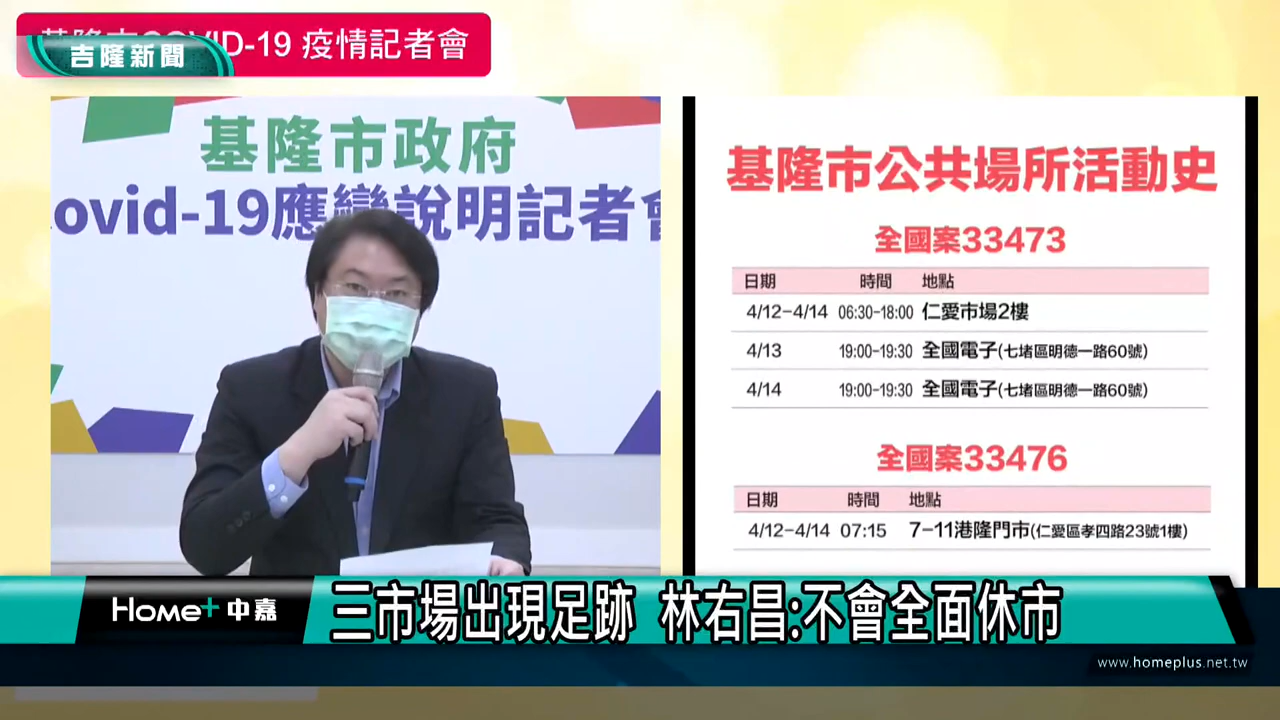 COVID-19 疫情記者會
吉隆新聞
基隆市政府
ovid-19應變說明記者會
基隆市公共場所活動史
全國案33473
日期 時間 地點
4/12-4/14 06:30-18:00 仁愛市場2樓
4/13 19:00-19:30 全國電子(七堵區明德一路60號)
4/14 19:00-19:30 全國電子(七堵區明德一路60號)
全國案33476
日期 時間 地點
4/12-4/14 07:15 7-11港隆門市(仁愛區孝四路23號1樓)
Home+ 中嘉
三市場出現足跡 林右昌:不會全面休市
www.homeplus.net.tw